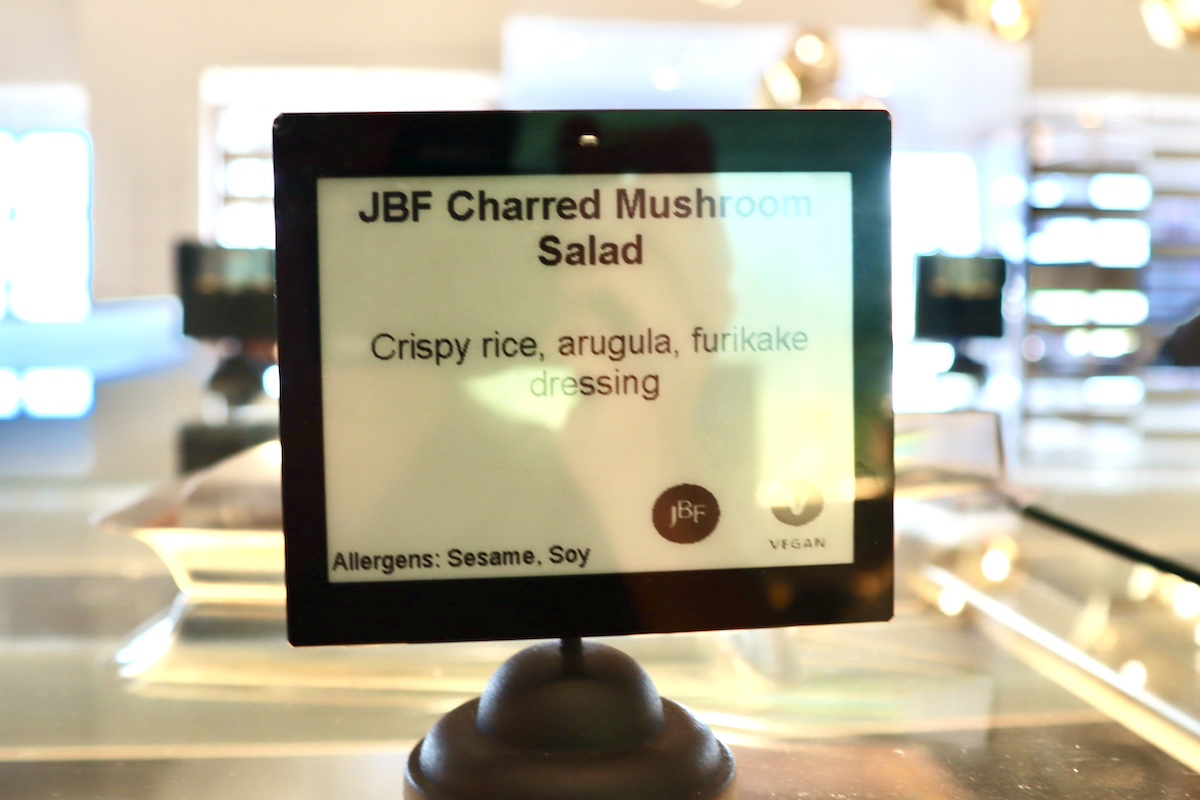 JBF Charred Mushroom
Salad
Crispy rice, arugula, furikake
dressing
JBF
V
VEGAN
Allergens: Sesame, Soy